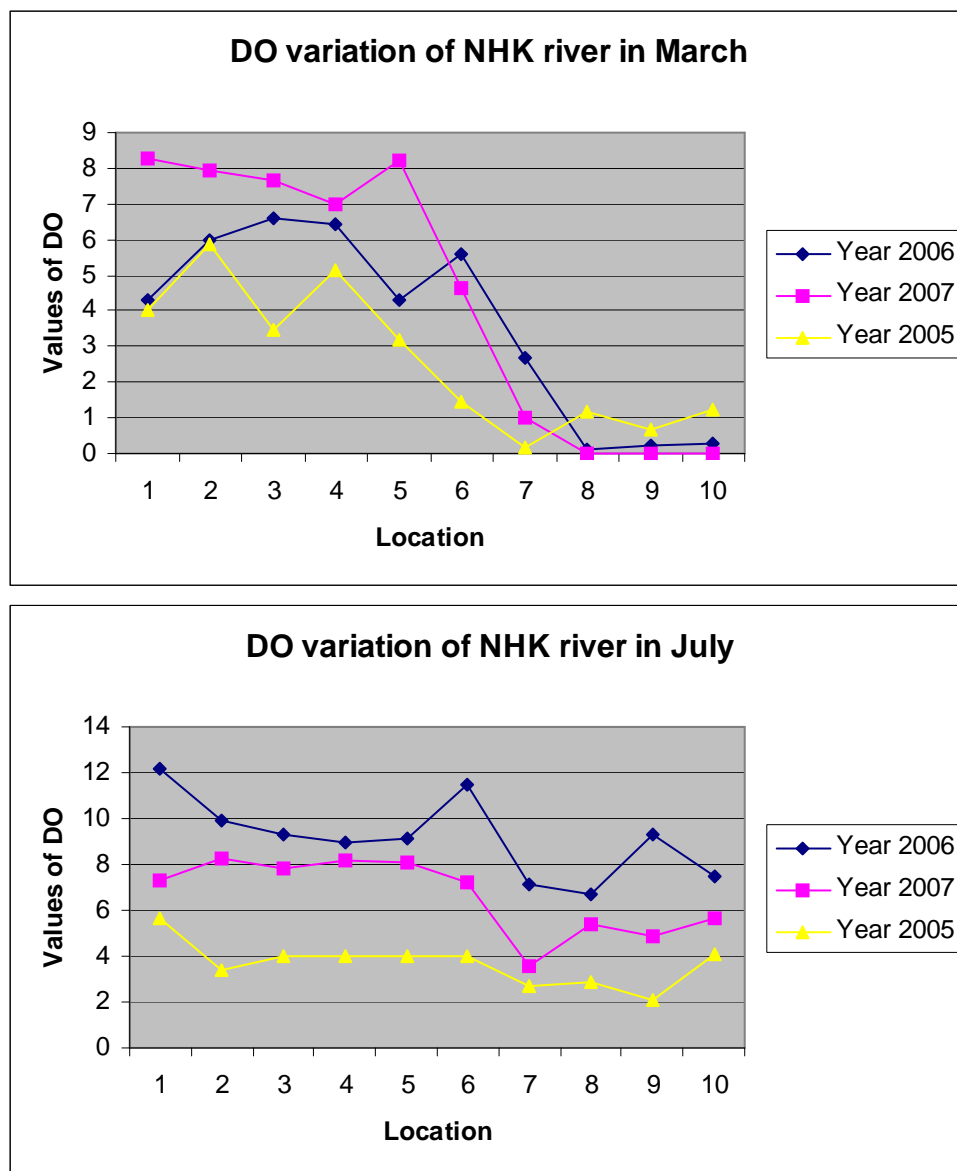 DO variation of NHK river in March
9
8
7
6
5
4
3
2
1
0
Values of DO
1 2 3 4 5 6 7 8 9 10
Location
Year 2006
Year 2007
Year 2005
DO variation of NHK river in July
14
12
10
8
6
4
2
0
Values of DO
1 2 3 4 5 6 7 8 9 10
Location
Year 2006
Year 2007
Year 2005